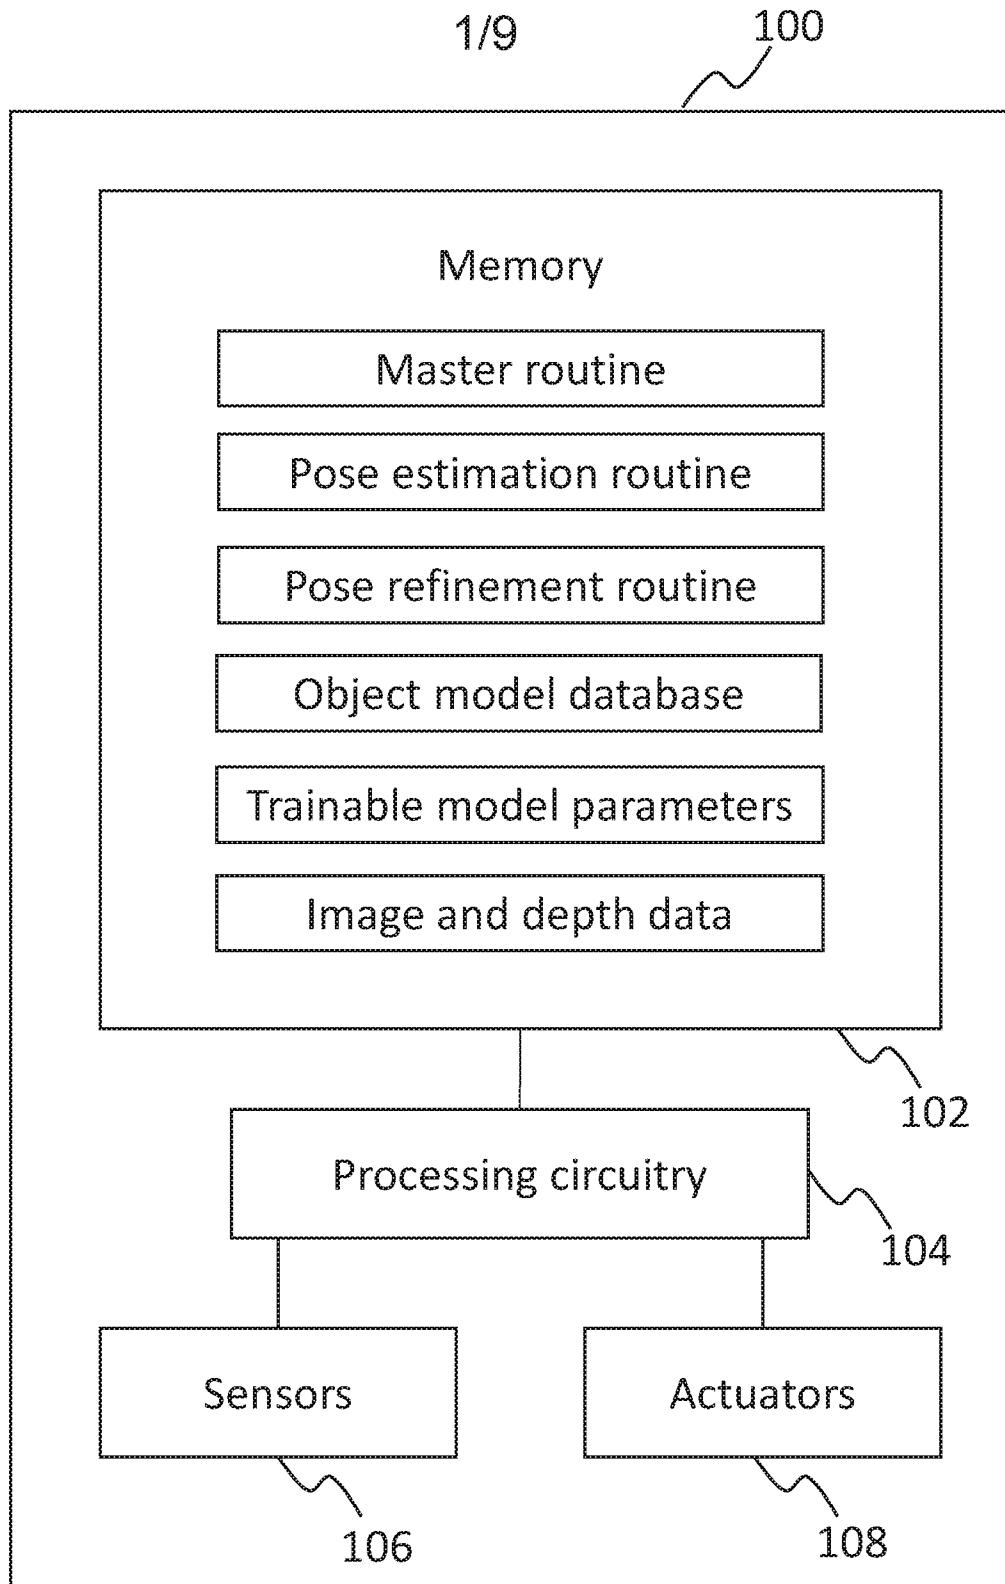 1/9
100
Memory
Master routine
Pose estimation routine
Pose refinement routine
Object model database
Trainable model parameters
Image and depth data
102
Processing circuitry
104
Sensors
Actuators
106
108